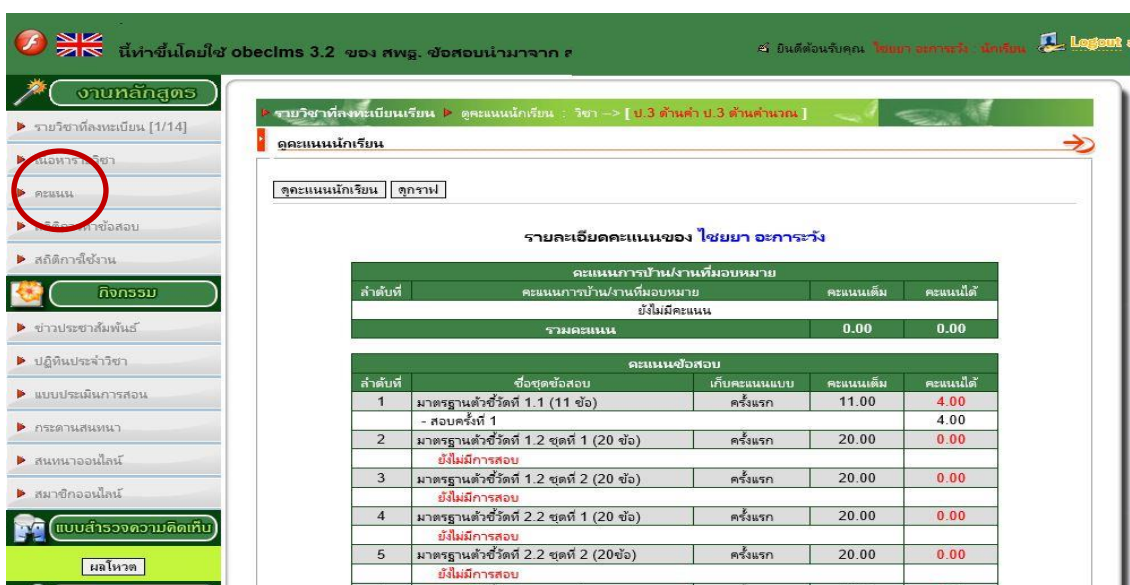 นี้ทำขึ้นโดยใช้ obeclms 3.2 ของ สพฐ. ข้อสอบนำมาจาก ส
ยินดีต้อนรับคุณ ไชยยา อะการะวัง : นักเรียน Logout
งานหลักสูตร
รายวิชาที่ลงทะเบียน [1/14]
เนื้อหารายวิชา
คะแนน
สถิติการทำข้อสอบ
สถิติการใช้งาน
กิจกรรม
ข่าวประชาสัมพันธ์
ปฏิทินประจำวิชา
แบบประเมินการสอน
กระดานสนทนา
สนทนาออนไลน์
สมาชิกออนไลน์
แบบสำรวจความคิดเห็น
ผลโหวต
รายวิชาที่ลงทะเบียนเรียน ดูคะแนนนักเรียน : วิชา --> [ ป.3 ด้านคำ ป.3 ด้านคำนวณ ]
ดูคะแนนนักเรียน
ดูคะแนนนักเรียน ดูกราฟ
รายละเอียดคะแนนของ ไชยยา อะการะวัง
คะแนนการบ้าน/งานที่มอบหมาย
ลำดับที่ คะแนนการบ้าน/งานที่มอบหมาย คะแนนเต็ม คะแนนได้
ยังไม่มีคะแนน
รวมคะแนน 0.00 0.00
คะแนนข้อสอบ
ลำดับที่ ชื่อชุดข้อสอบ เก็บคะแนนแบบ คะแนนเต็ม คะแนนได้
1 มาตรฐานตัวชี้วัดที่ 1.1 (11 ข้อ) ครั้งแรก 11.00 4.00
- สอบครั้งที่ 1 4.00
2 มาตรฐานตัวชี้วัดที่ 1.2 ชุดที่ 1 (20 ข้อ) ครั้งแรก 20.00 0.00
ยังไม่มีการสอบ
3 มาตรฐานตัวชี้วัดที่ 1.2 ชุดที่ 2 (20 ข้อ) ครั้งแรก 20.00 0.00
ยังไม่มีการสอบ
4 มาตรฐานตัวชี้วัดที่ 2.2 ชุดที่ 1 (20 ข้อ) ครั้งแรก 20.00 0.00
ยังไม่มีการสอบ
5 มาตรฐานตัวชี้วัดที่ 2.2 ชุดที่ 2 (20ข้อ) ครั้งแรก 20.00 0.00
ยังไม่มีการสอบ